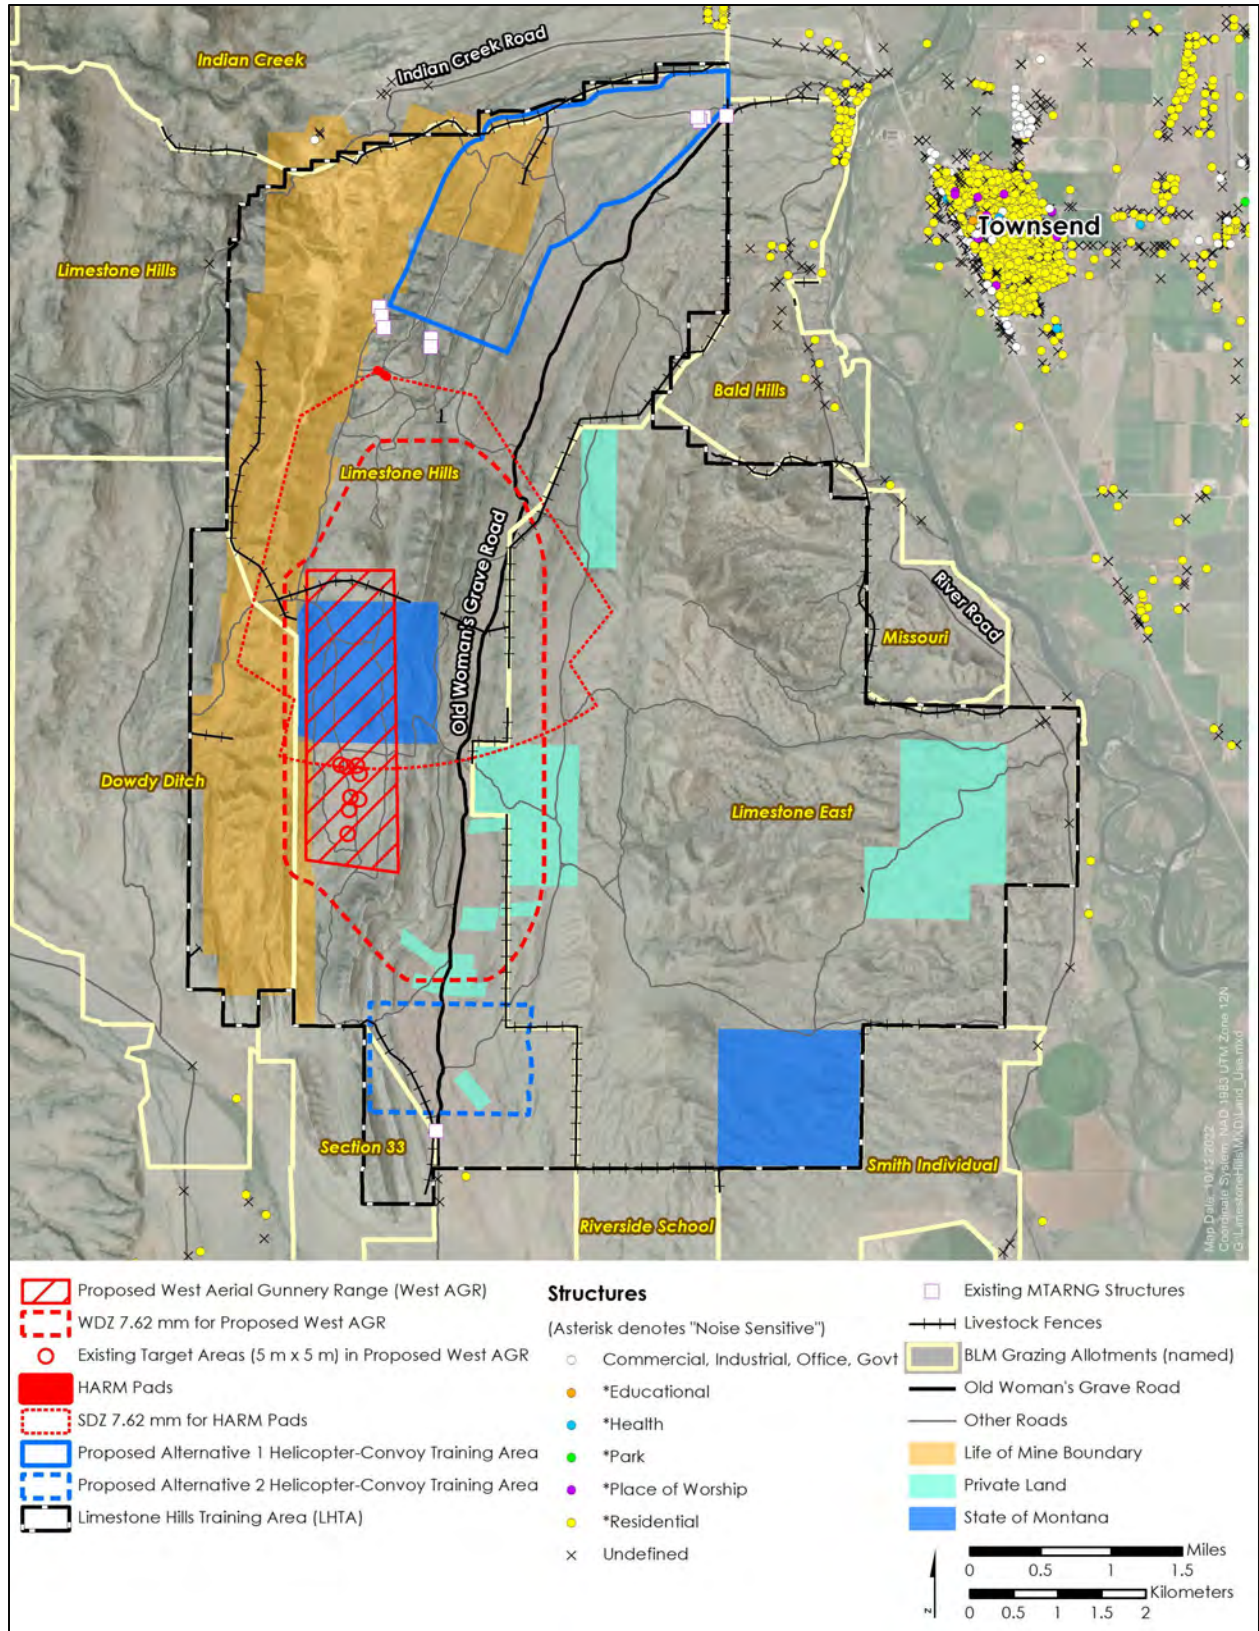 Indian Creek
Indian Creek Road
Townsend
Limestone Hills
Bald Hills
1
Limestone Hills
Old Woman's Grave Road
River Road
Missouri
Dowdy Ditch
Limestone East
Section 33
Smith Individual
Riverside School
Map Date: 10/12/2022
Coordinate System: NAD 1983 UTM Zone 12N
G:\LimestoneHills\MXD\Land_Use.mxd
Proposed West Aerial Gunnery Range (West AGR)
WDZ 7.62 mm for Proposed West AGR
Existing Target Areas (5 m x 5 m) in Proposed West AGR
HARM Pads
SDZ 7.62 mm for HARM Pads
Proposed Alternative 1 Helicopter-Convoy Training Area
Proposed Alternative 2 Helicopter-Convoy Training Area
Limestone Hills Training Area (LHTA)
Structures
(Asterisk denotes "Noise Sensitive")
Commercial, Industrial, Office, Govt
*Educational
*Health
*Park
*Place of Worship
*Residential
Undefined
Existing MTARNG Structures
Livestock Fences
BLM Grazing Allotments (named)
Old Woman's Grave Road
Other Roads
Life of Mine Boundary
Private Land
State of Montana
N
Miles
0 0.5 1 1.5
Kilometers
0 0.5 1 1.5 2